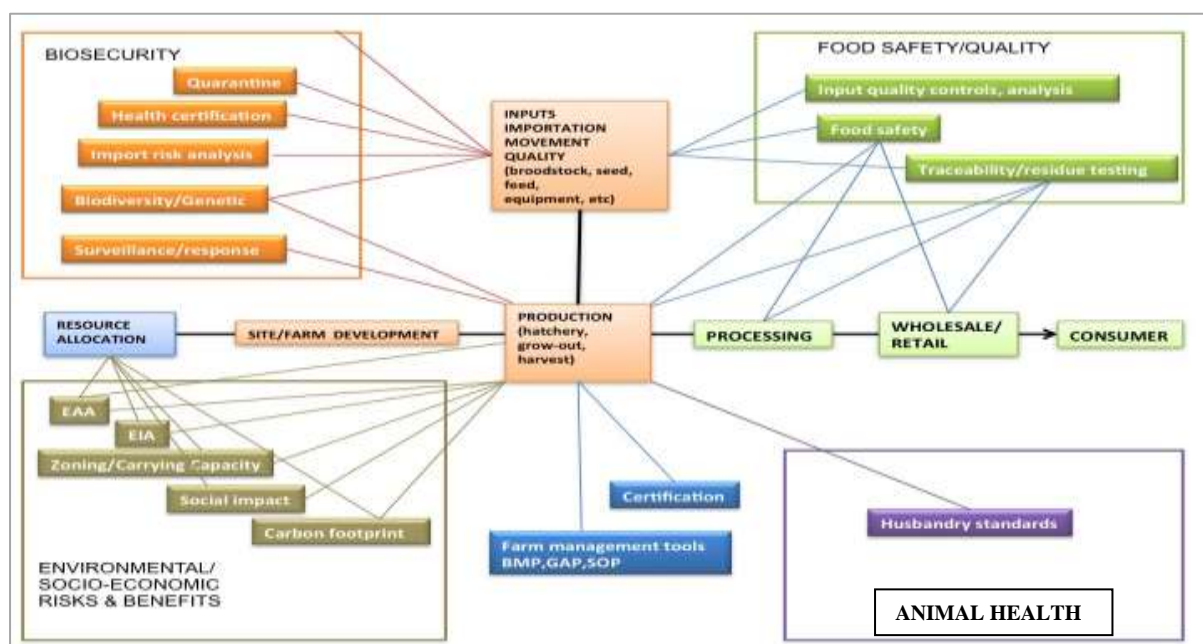 BIOSECURITY
Quarantine
Health certification
Import risk analysis
Biodiversity/Genetic
Surveillance/response
INPUTS
IMPORTATION
MOVEMENT
QUALITY
(broodstock, seed,
feed,
equipment, etc)
FOOD SAFETY/QUALITY
Input quality controls, analysis
Food safety
Traceability/residue testing
RESOURCE
ALLOCATION
SITE/FARM DEVELOPMENT
PRODUCTION
(hatchery,
grow-out,
harvest)
PROCESSING
WHOLESALE/
RETAIL
CONSUMER
EAA
EIA
Zoning/Carrying Capacity
Social impact
Carbon footprint
ENVIRONMENTAL/
SOCIO-ECONOMIC
RISKS & BENEFITS
Certification
Farm management tools
BMP,GAP,SOP
Husbandry standards
ANIMAL HEALTH